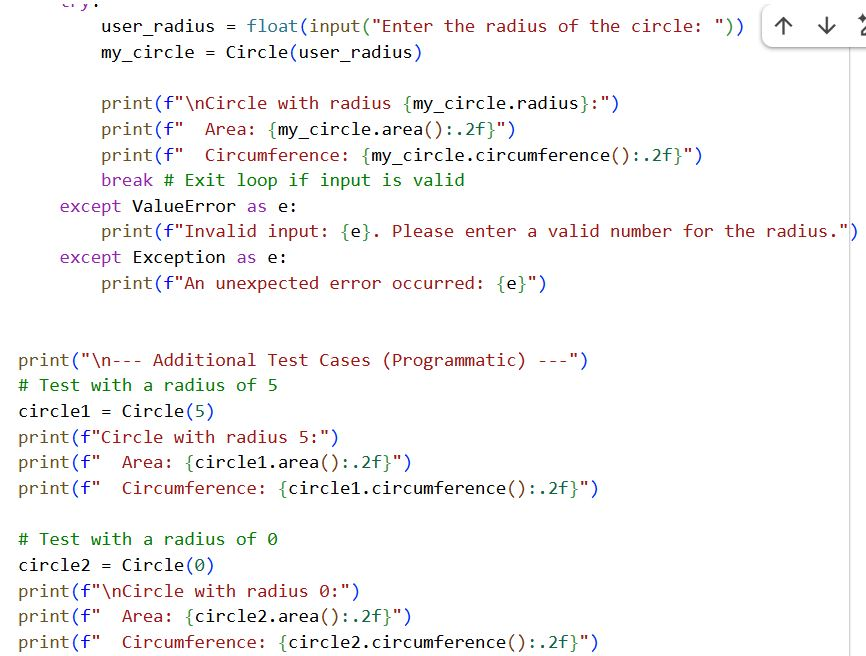 try:
        user_radius = float(input("Enter the radius of the circle: "))
        my_circle = Circle(user_radius)

        print(f"\nCircle with radius {my_circle.radius}:")
        print(f"  Area: {my_circle.area():.2f}")
        print(f"  Circumference: {my_circle.circumference():.2f}")
        break # Exit loop if input is valid
    except ValueError as e:
        print(f"Invalid input: {e}. Please enter a valid number for the radius.")
    except Exception as e:
        print(f"An unexpected error occurred: {e}")


print("\n--- Additional Test Cases (Programmatic) ---")
# Test with a radius of 5
circle1 = Circle(5)
print(f"Circle with radius 5:")
print(f"  Area: {circle1.area():.2f}")
print(f"  Circumference: {circle1.circumference():.2f}")

# Test with a radius of 0
circle2 = Circle(0)
print(f"\nCircle with radius 0:")
print(f"  Area: {circle2.area():.2f}")
print(f"  Circumference: {circle2.circumference():.2f}")